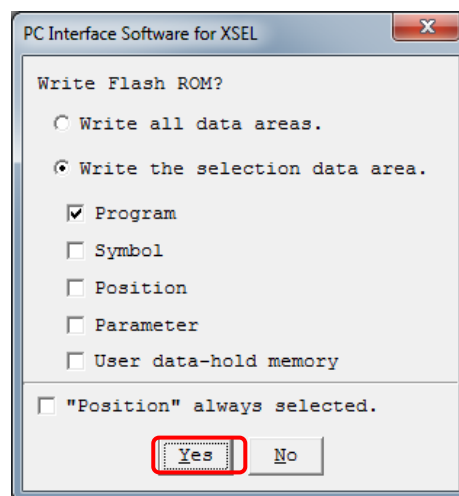 PC Interface Software for XSEL
Write Flash ROM?
Write all data areas.
Write the selection data area.
Program
Symbol
Position
Parameter
User data-hold memory
"Position" always selected.
Yes No